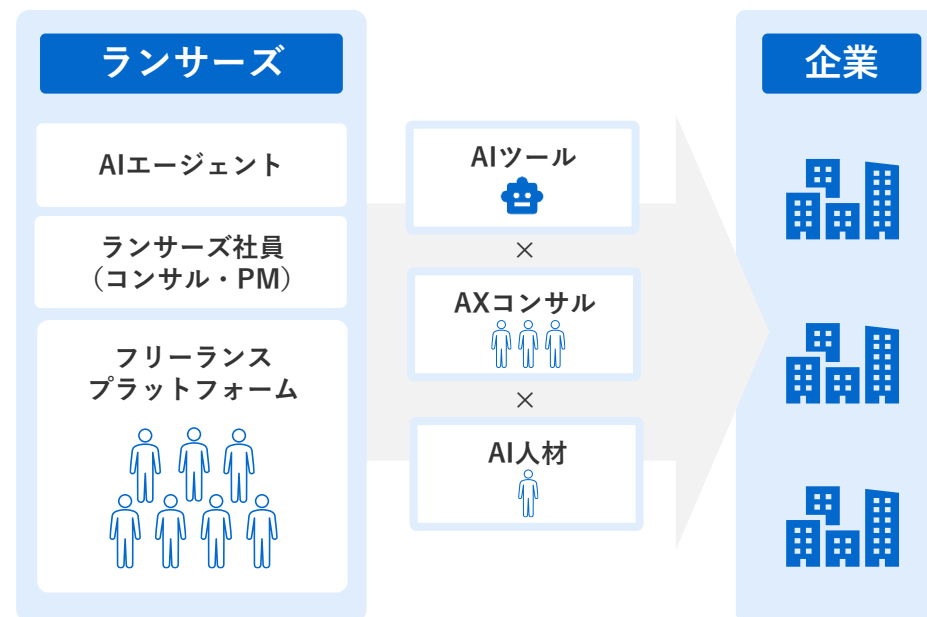 ランサーズ
AIエージェント
ランサーズ社員
（コンサル・PM）
フリーランス
プラットフォーム
AIツール
×
AXコンサル
×
AI人材
企業